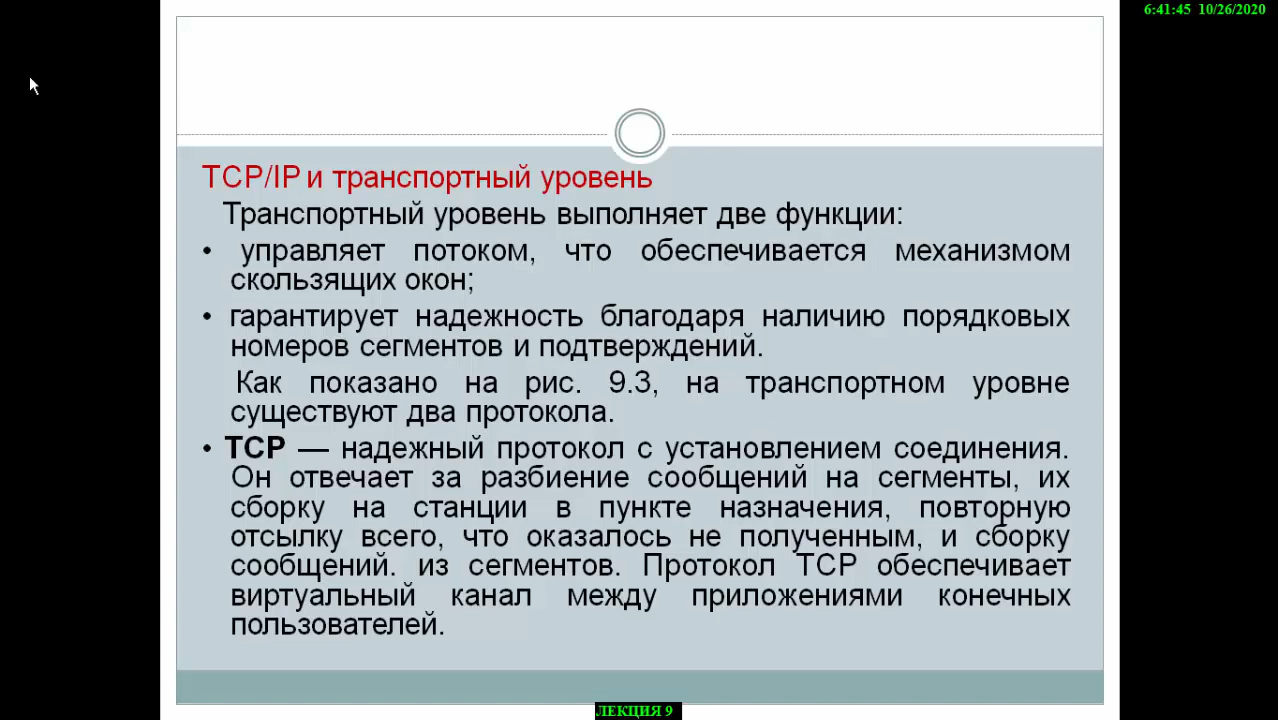 6:41:45 10/26/2020
TCP/IP и транспортный уровень
Транспортный уровень выполняет две функции:
• управляет потоком, что обеспечивается механизмом
скользящих окон;
• гарантирует надежность благодаря наличию порядковых
номеров сегментов и подтверждений.
Как показано на рис. 9.3, на транспортном уровне
существуют два протокола.
• TCP — надежный протокол с установлением соединения.
Он отвечает за разбиение сообщений на сегменты, их
сборку на станции в пункте назначения, повторную
отсылку всего, что оказалось не полученным, и сборку
сообщений. из сегментов. Протокол TCP обеспечивает
виртуальный канал между приложениями конечных
пользователей.
ЛЕКЦИЯ 9